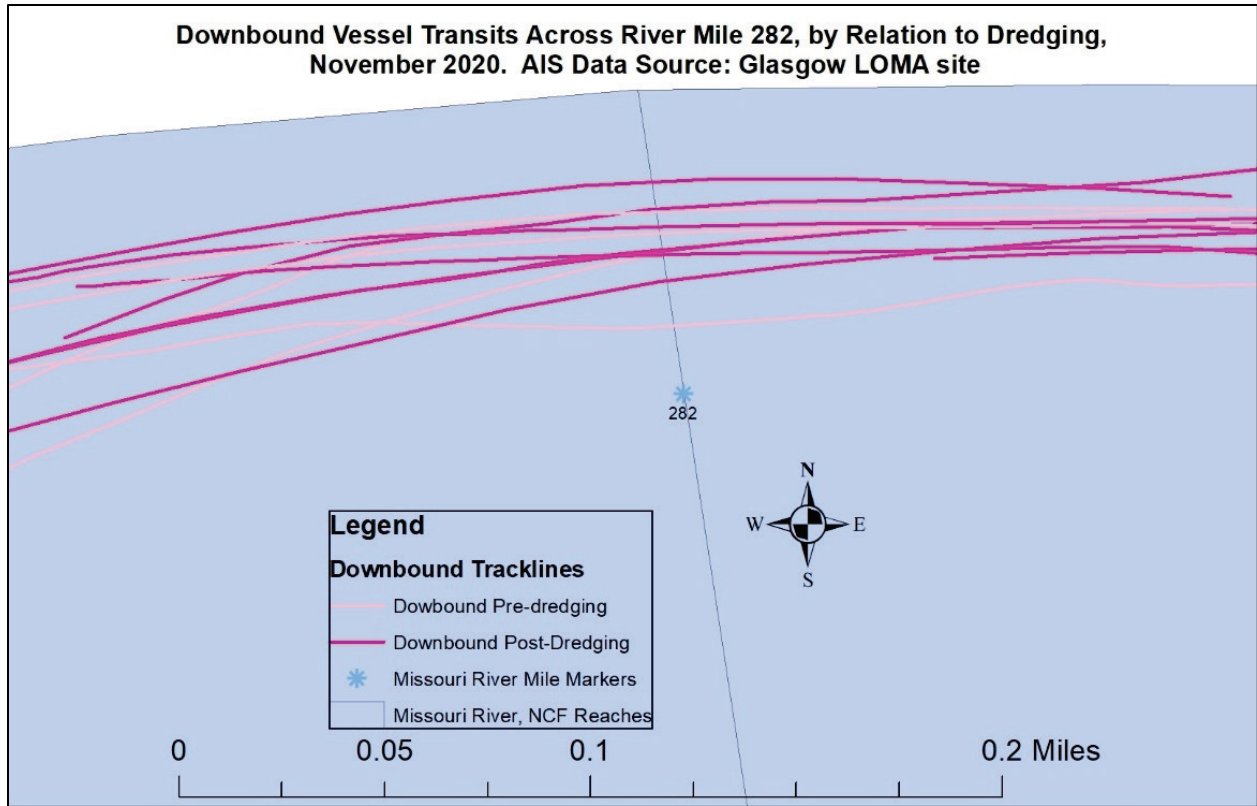 Downbound Vessel Transits Across River Mile 282, by Relation to Dredging,
November 2020.  AIS Data Source: Glasgow LOMA site
282
N
W E
S
Legend
Downbound Tracklines
Dowbound Pre-dredging
Downbound Post-Dredging
Missouri River Mile Markers
Missouri River, NCF Reaches
0 0.05 0.1 0.2 Miles